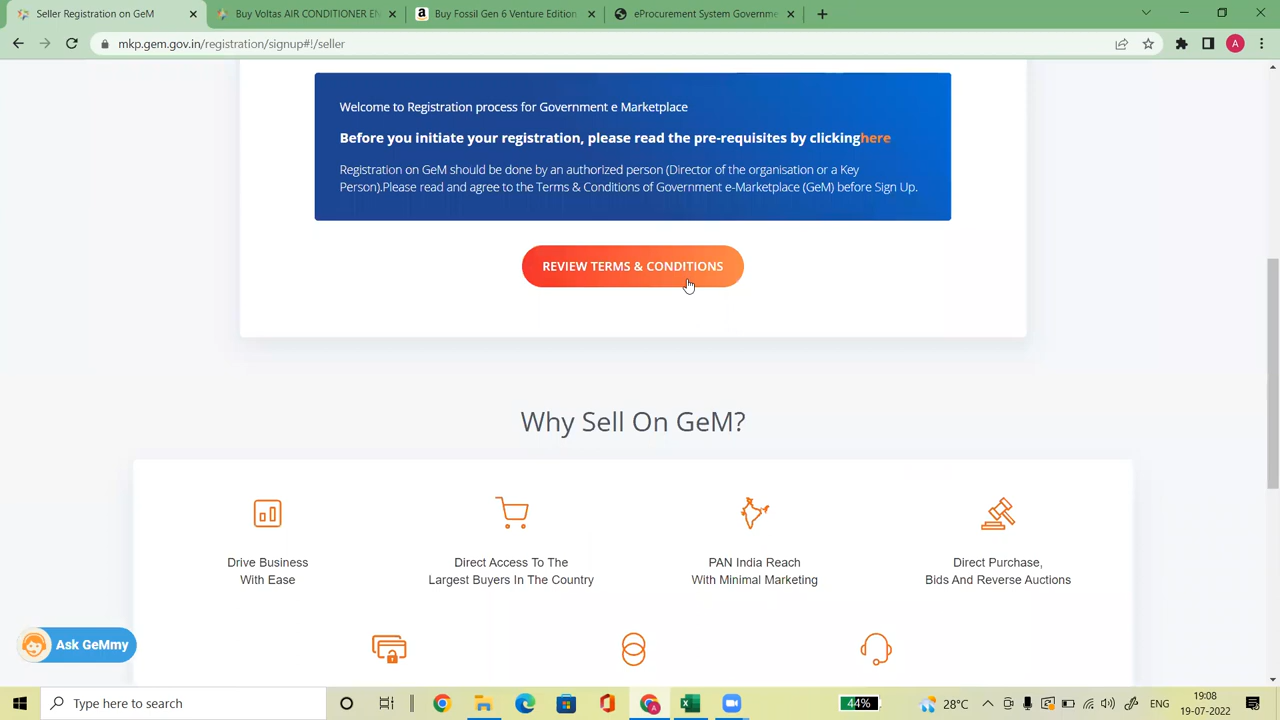 Seller Registration on GeM
Buy Voltas AIR CONDITIONER
Buy Fossil Gen 6 Venture Edition
eProcurement System Governme
mkp.gem.gov.in/registration/signup#!/seller
A
Welcome to Registration process for Government e Marketplace
Before you initiate your registration, please read the pre-requisites by clickinghere
Registration on GeM should be done by an authorized person (Director of the organisation or a Key
Person).Please read and agree to the Terms & Conditions of Government e-Marketplace (GeM) before Sign Up.
REVIEW TERMS & CONDITIONS
Why Sell On GeM?
Drive Business
With Ease
Direct Access To The
Largest Buyers In The Country
PAN India Reach
With Minimal Marketing
Direct Purchase,
Bids And Reverse Auctions
Ask GeMmy
Type here to search
44%
28°C
ENG
19:08
19-07-2022